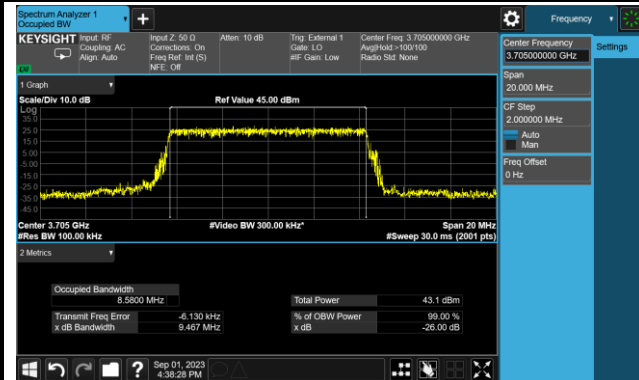 Spectrum Analyzer 1
Occupied BW
Frequency
KEYSIGHT
Input: RF
Coupling: AC
Align: Auto
Input Z: 50 Ω
Corrections: On
Freq Ref: Int (S)
NFE: Off
Atten: 10 dB
Trig: External 1
Gate: LO
#IF Gain: Low
Center Freq: 3.705000000 GHz
Avg|Hold:>100/100
Radio Std: None
Center Frequency
3.705000000 GHz
Settings
Span
20.000 MHz
CF Step
2.000000 MHz
Auto
Man
Freq Offset
0 Hz
1 Graph
Scale/Div 10.0 dB
Ref Value 45.00 dBm
Log
35.0
25.0
15.0
5.00
-5.00
-15.0
-25.0
-35.0
-45.0
Center 3.705 GHz
#Video BW 300.00 kHz*
Span 20 MHz
#Res BW 100.00 kHz
#Sweep 30.0 ms (2001 pts)
2 Metrics
Occupied Bandwidth
8.5800 MHz
Total Power 43.1 dBm
Transmit Freq Error -6.130 kHz
% of OBW Power 99.00 %
x dB Bandwidth 9.467 MHz
x dB -26.00 dB
?
Sep 01, 2023
4:38:28 PM